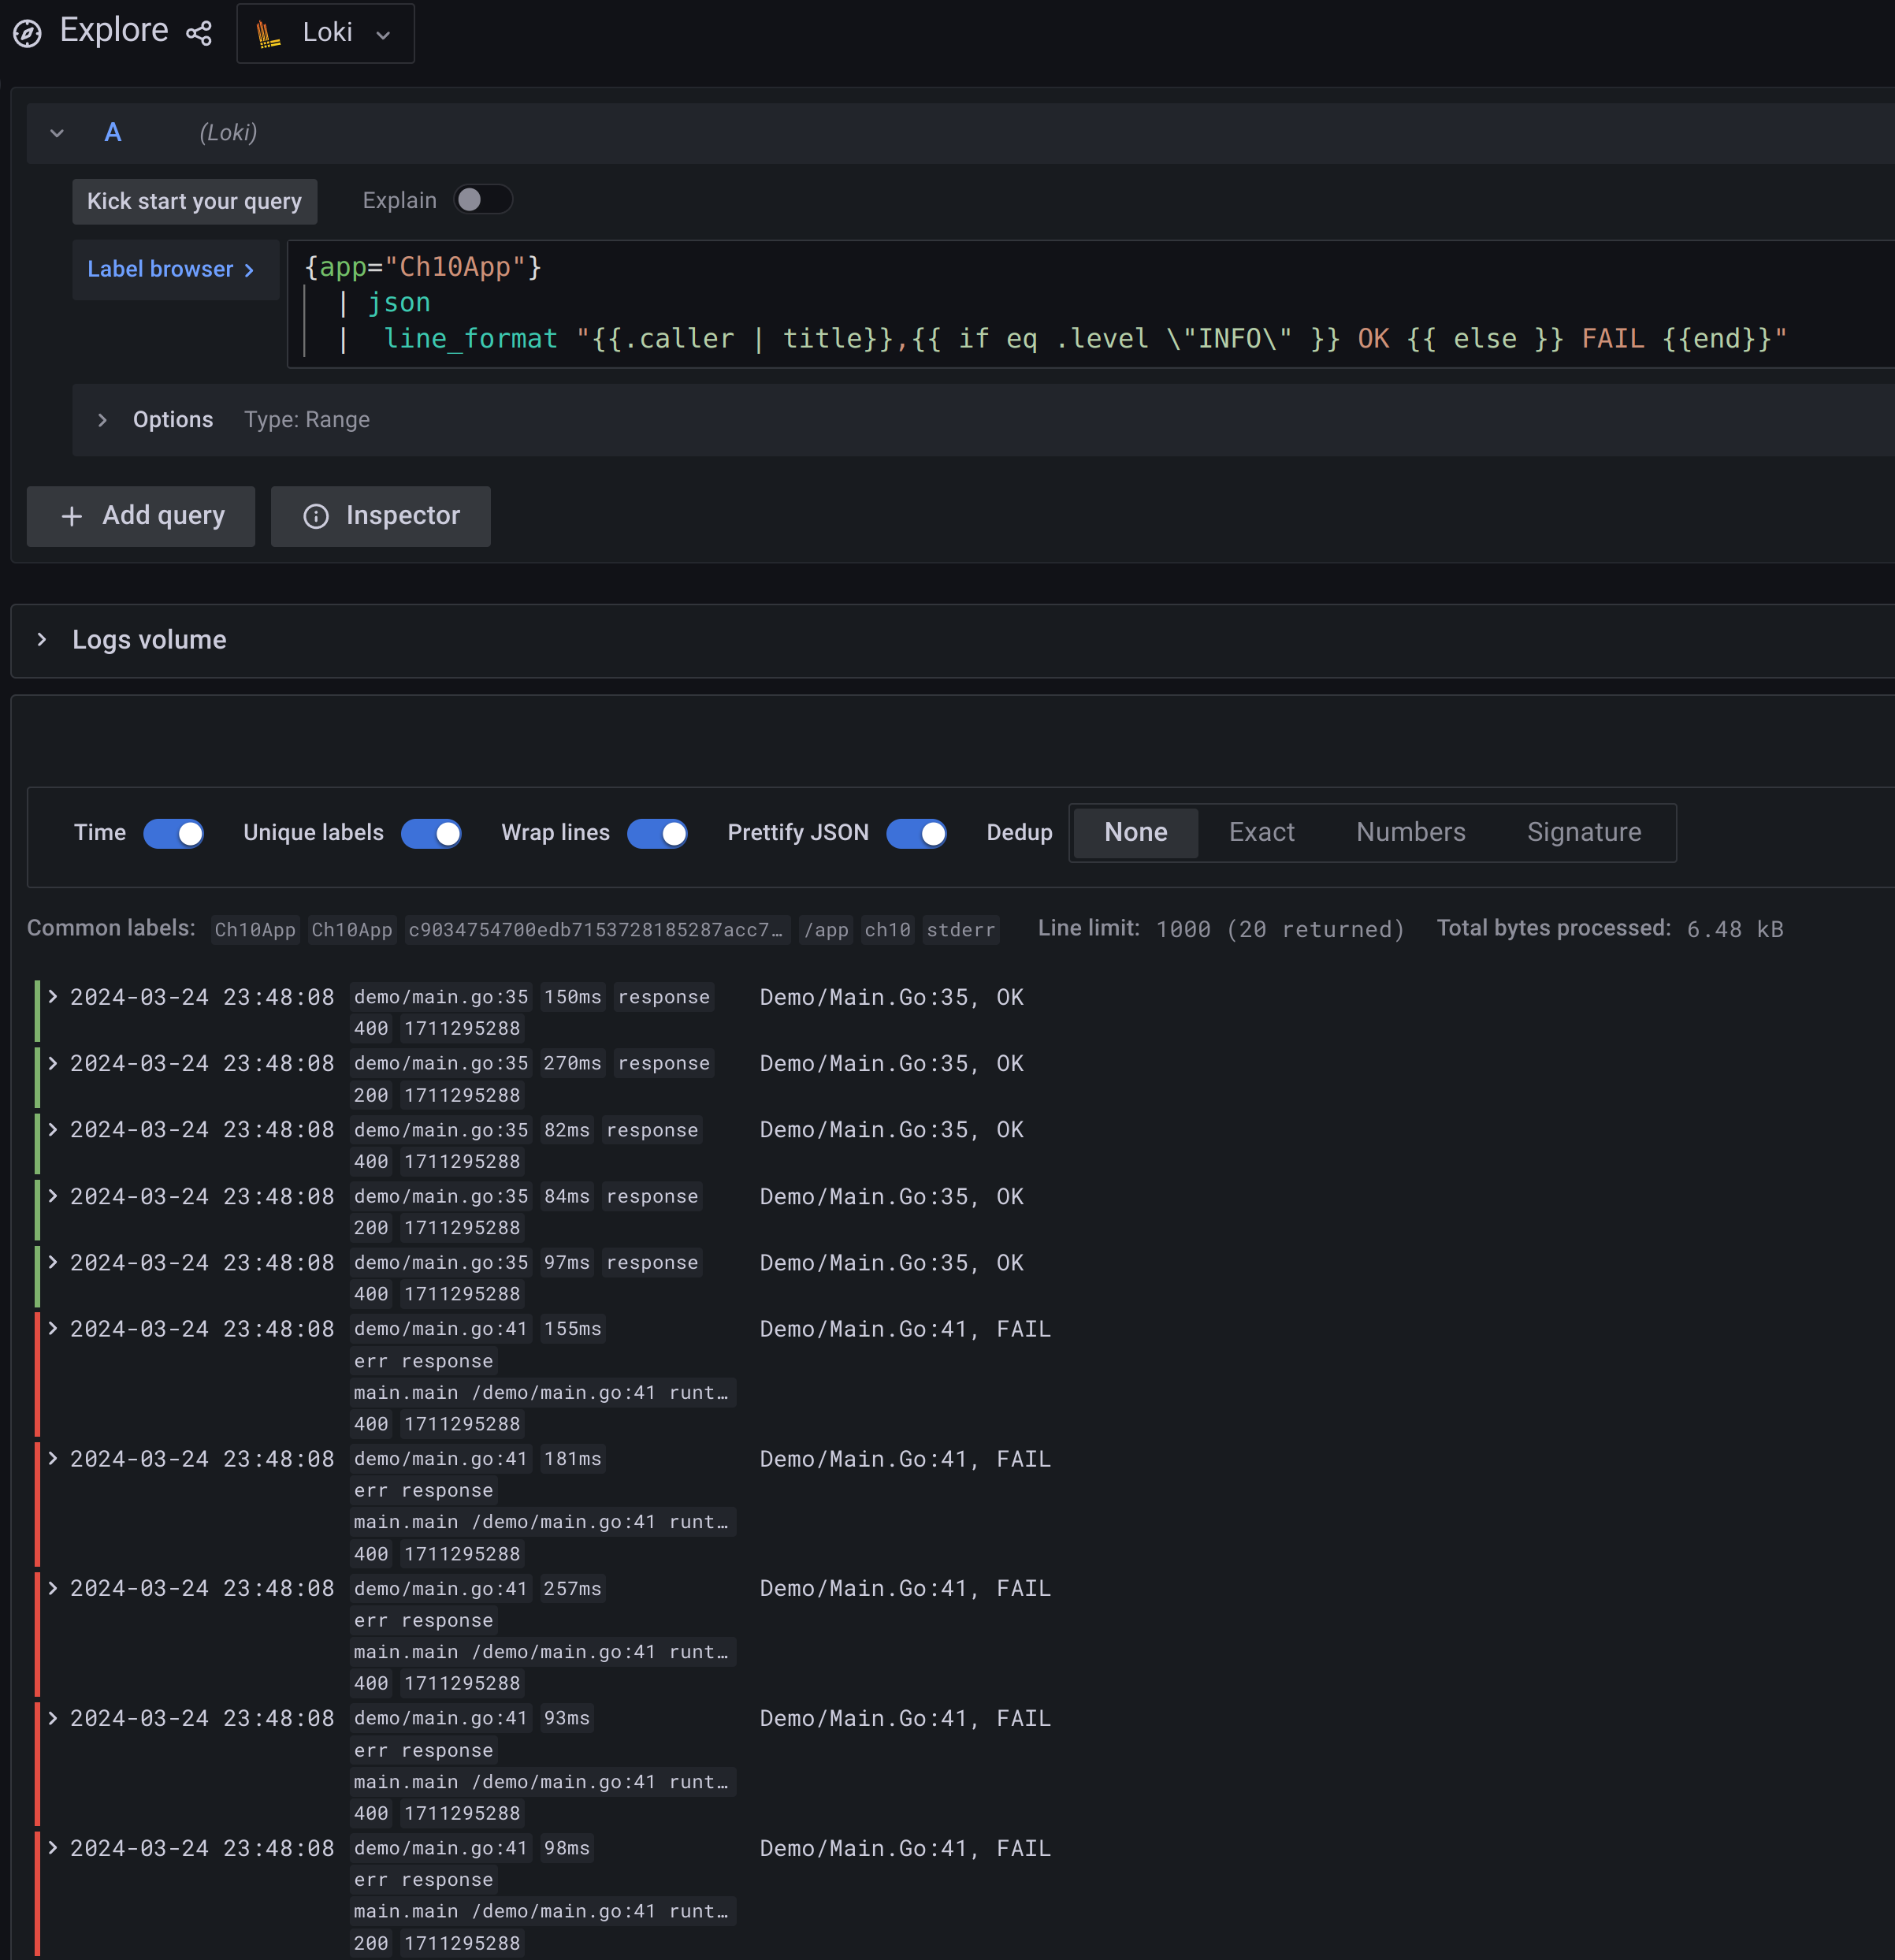 Explore Loki
A (Loki)
Kick start your query Explain
Label browser {app="Ch10App"}
| json
| line_format "{{.caller | title}},{{ if eq .level \"INFO\" }} OK {{ else }} FAIL {{end}}"
Options Type: Range
+ Add query Inspector
Logs volume
Time Unique labels Wrap lines Prettify JSON Dedup None Exact Numbers Signature
Common labels: Ch10App Ch10App c9034754700edb7153728185287acc7… /app ch10 stderr Line limit: 1000 (20 returned) Total bytes processed: 6.48 kB
2024-03-24 23:48:08 demo/main.go:35 150ms response Demo/Main.Go:35, OK
400 1711295288
2024-03-24 23:48:08 demo/main.go:35 270ms response Demo/Main.Go:35, OK
200 1711295288
2024-03-24 23:48:08 demo/main.go:35 82ms response Demo/Main.Go:35, OK
400 1711295288
2024-03-24 23:48:08 demo/main.go:35 84ms response Demo/Main.Go:35, OK
200 1711295288
2024-03-24 23:48:08 demo/main.go:35 97ms response Demo/Main.Go:35, OK
400 1711295288
2024-03-24 23:48:08 demo/main.go:41 155ms Demo/Main.Go:41, FAIL
err response
main.main /demo/main.go:41 runt…
400 1711295288
2024-03-24 23:48:08 demo/main.go:41 181ms Demo/Main.Go:41, FAIL
err response
main.main /demo/main.go:41 runt…
400 1711295288
2024-03-24 23:48:08 demo/main.go:41 257ms Demo/Main.Go:41, FAIL
err response
main.main /demo/main.go:41 runt…
400 1711295288
2024-03-24 23:48:08 demo/main.go:41 93ms Demo/Main.Go:41, FAIL
err response
main.main /demo/main.go:41 runt…
400 1711295288
2024-03-24 23:48:08 demo/main.go:41 98ms Demo/Main.Go:41, FAIL
err response
main.main /demo/main.go:41 runt…
200 1711295288